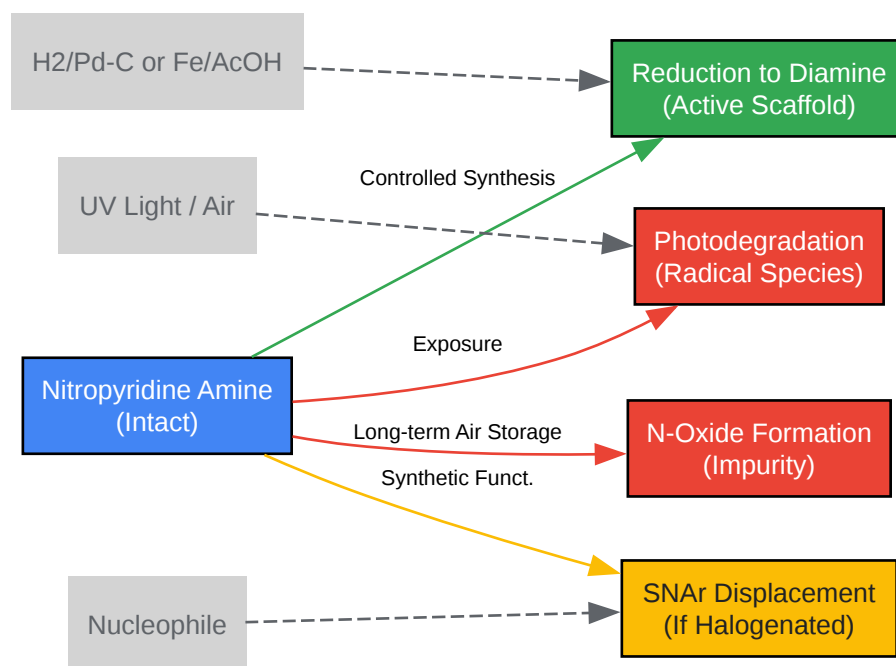 H2/Pd-C or Fe/AcOH
Reduction to Diamine
(Active Scaffold)
Controlled Synthesis
UV Light / Air
Photodegradation
(Radical Species)
Exposure
Nitropyridine Amine
(Intact)
Long-term Air Storage
N-Oxide Formation
(Impurity)
Synthetic Funct.
SNAr Displacement
(If Halogenated)
Nucleophile